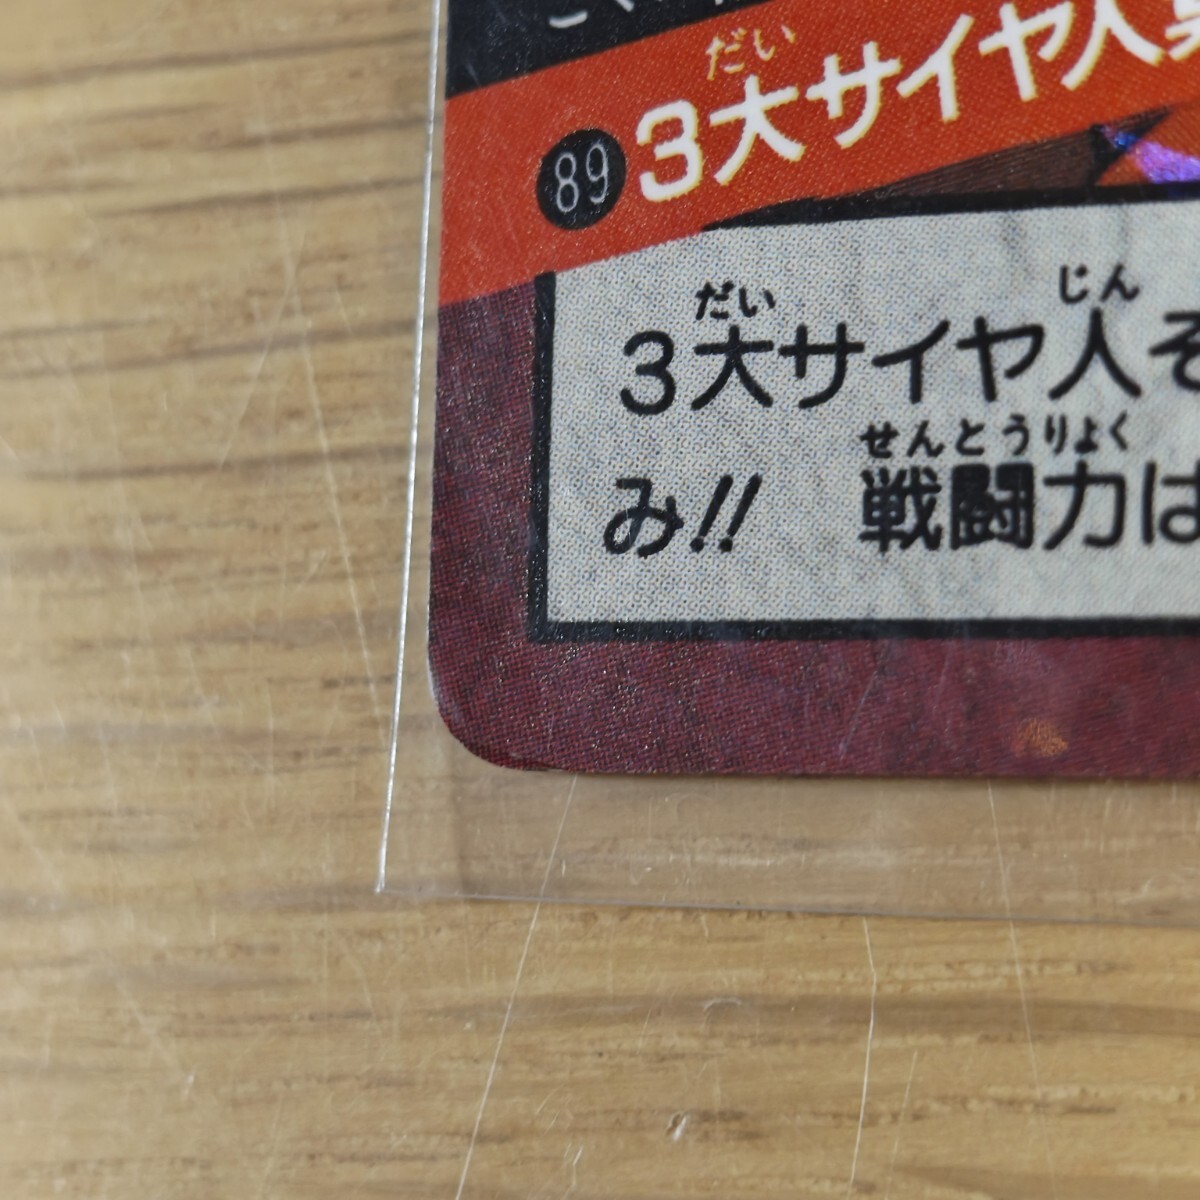 だい
89 3大サイヤ人
だい じん
3大サイヤ人そ
せんとうりょく
み!! 戦闘力は